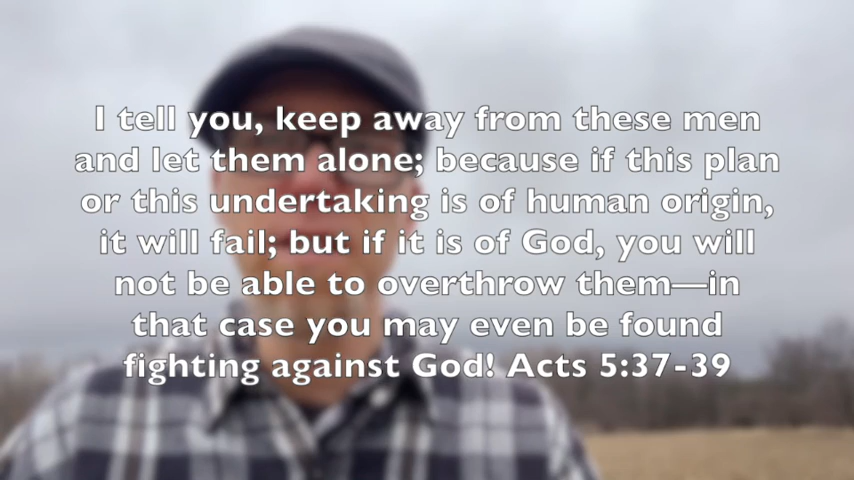 I tell you, keep away from these men
and let them alone; because if this plan
or this undertaking is of human origin,
it will fail; but if it is of God, you will
not be able to overthrow them—in
that case you may even be found
fighting against God! Acts 5:37-39